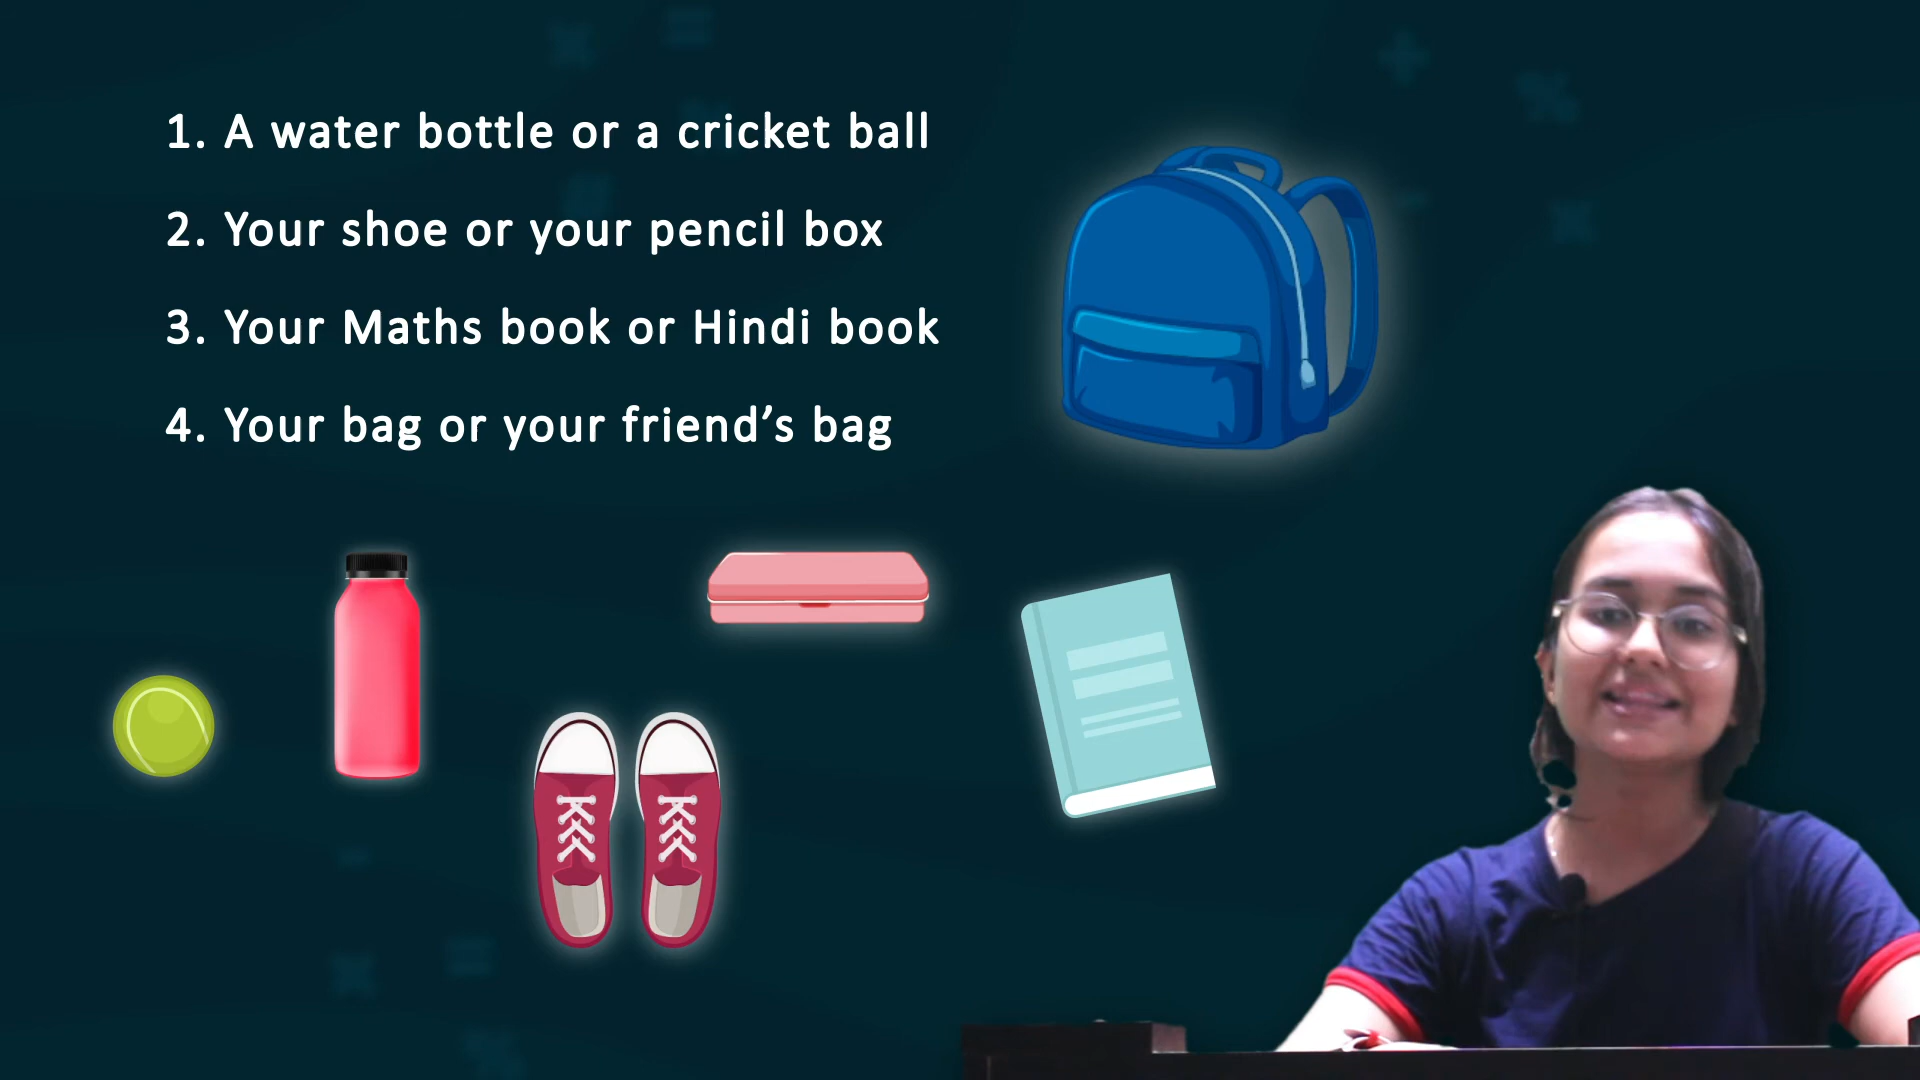 1. A water bottle or a cricket ball
2. Your shoe or your pencil box
3. Your Maths book or Hindi book
4. Your bag or your friend’s bag